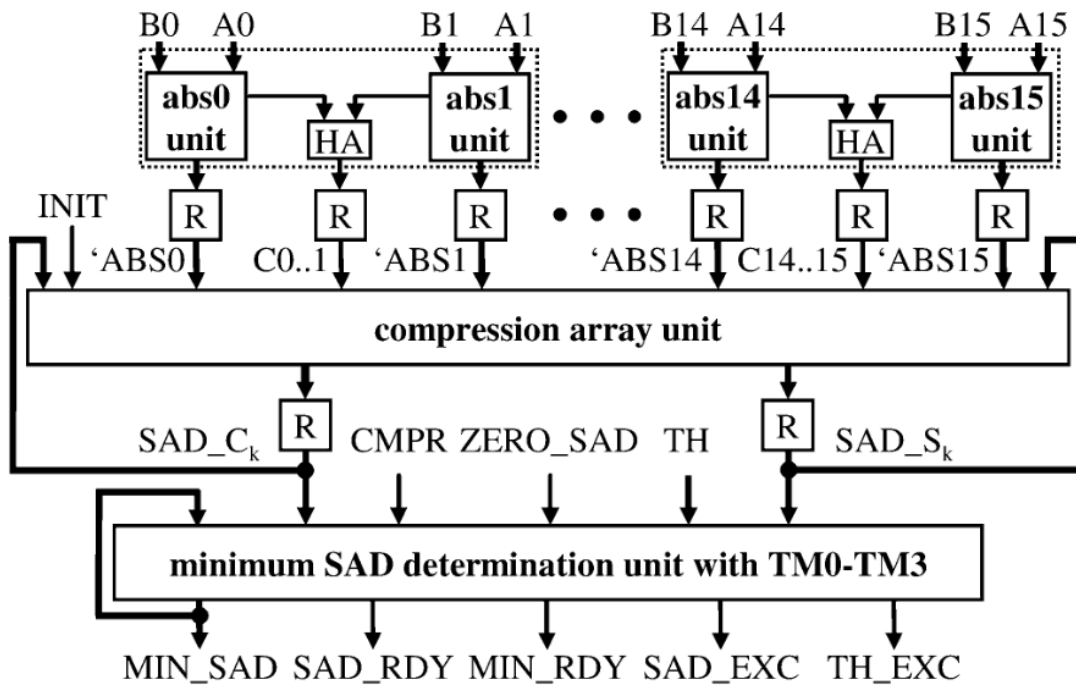 B0 A0 B1 A1 B14 A14 B15 A15
abs0 unit HA abs1 unit • • • abs14 unit HA abs15 unit
R R R • • • R R R
INIT
‘ABS0 C0..1 ‘ABS1 ‘ABS14 C14..15 ‘ABS15
compression array unit
R R
SAD_Cₖ CMPR ZERO_SAD TH SAD_Sₖ
minimum SAD determination unit with TM0-TM3
MIN_SAD SAD_RDY MIN_RDY SAD_EXC TH_EXC